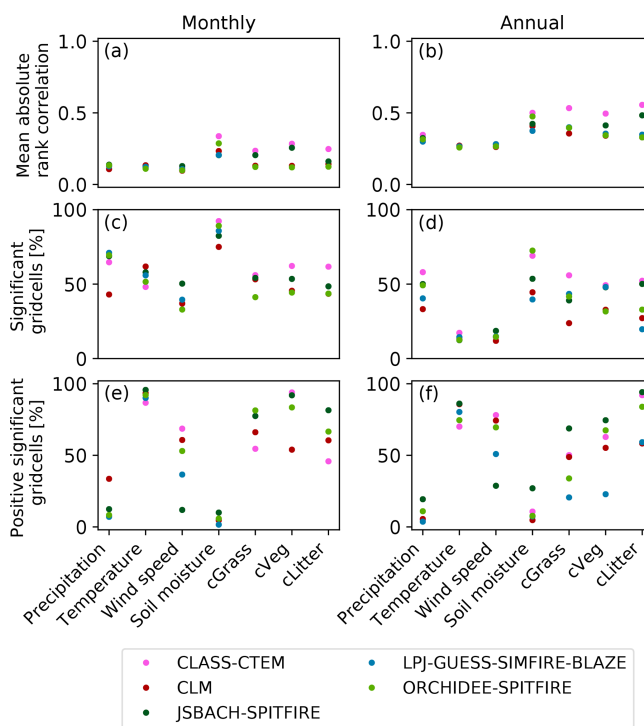 Monthly
Annual
Mean absolute
rank correlation
1.0
0.5
0.0
(a)
1.0
0.5
0.0
(b)
Significant
gridcells [%]
100
50
0
(c)
100
50
0
(d)
Positive significant
gridcells [%]
100
50
0
(e)
100
50
0
(f)
Precipitation
Temperature
Wind speed
Soil moisture
cGrass
cVeg
cLitter
Precipitation
Temperature
Wind speed
Soil moisture
cGrass
cVeg
cLitter
CLASS-CTEM
CLM
JSBACH-SPITFIRE
LPJ-GUESS-SIMFIRE-BLAZE
ORCHIDEE-SPITFIRE